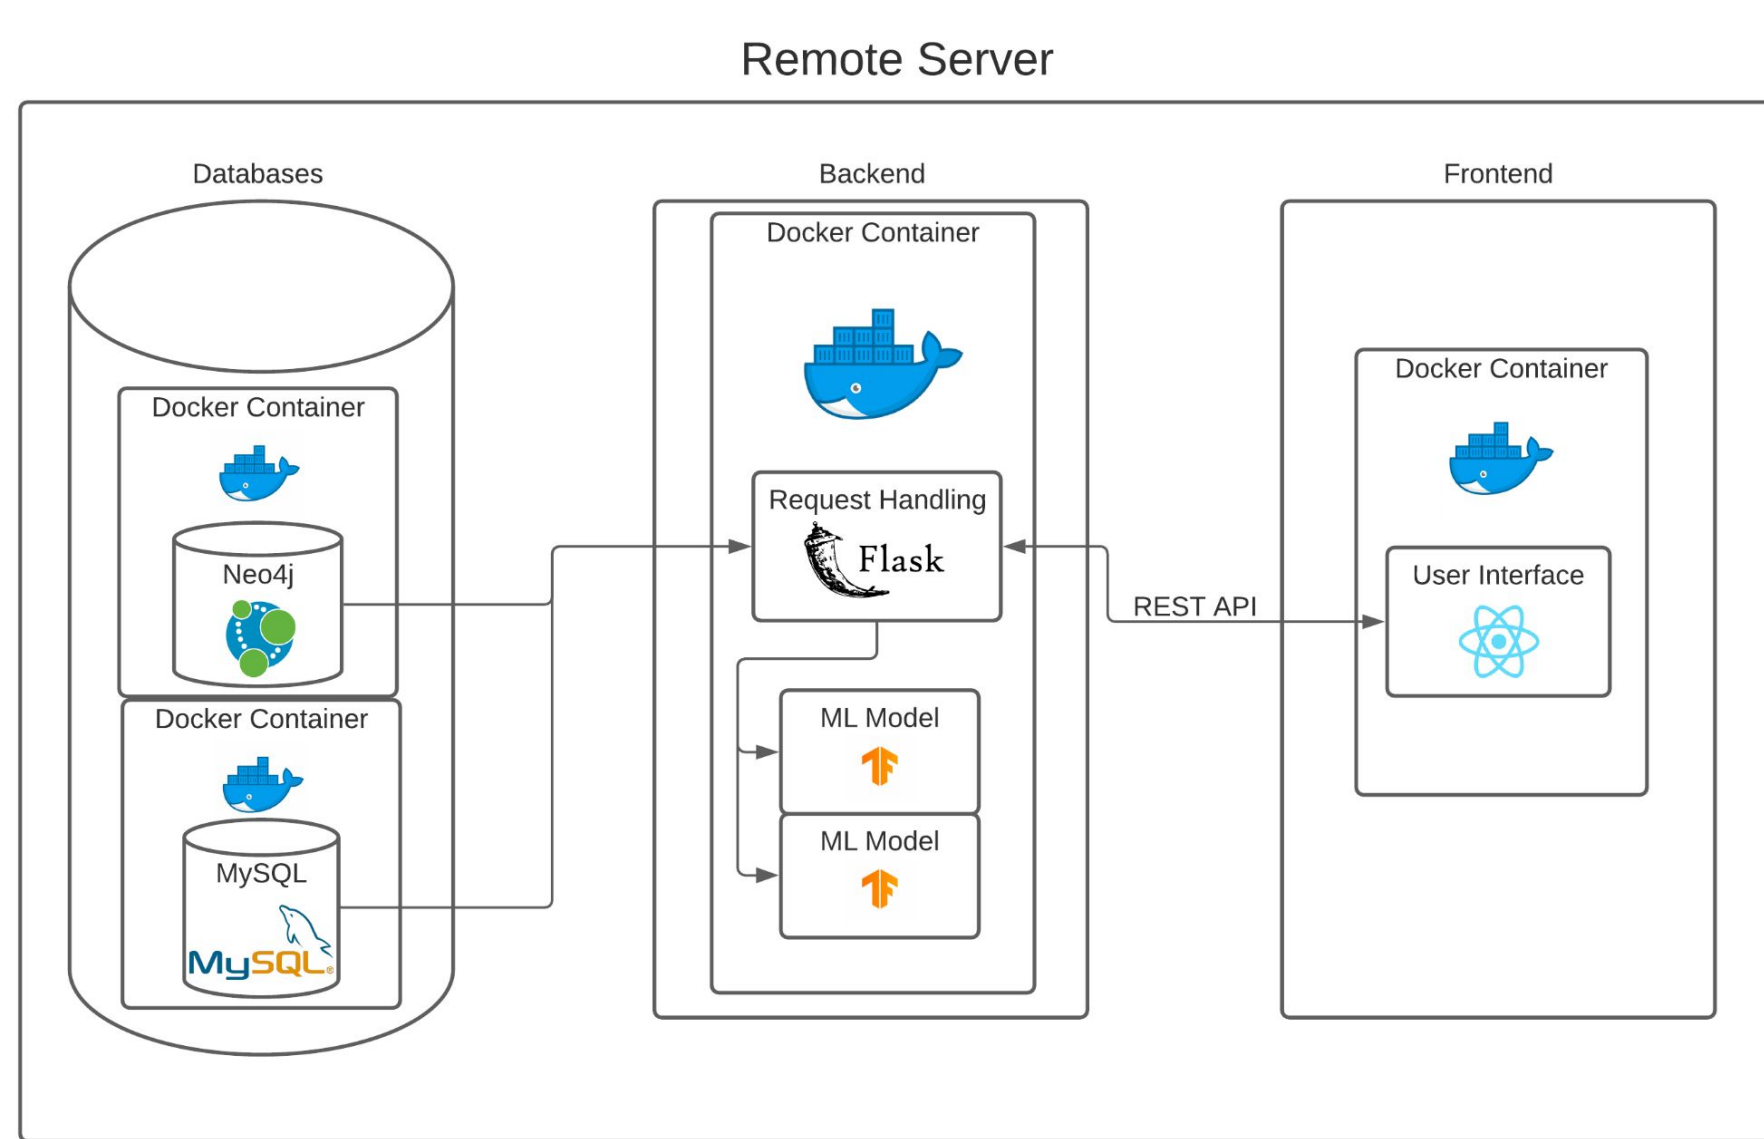 Remote Server
Databases
Docker Container
Neo4j
Docker Container
MySQL
MySQL®
Backend
Docker Container
Request Handling
Flask
ML Model
ML Model
REST API
Frontend
Docker Container
User Interface